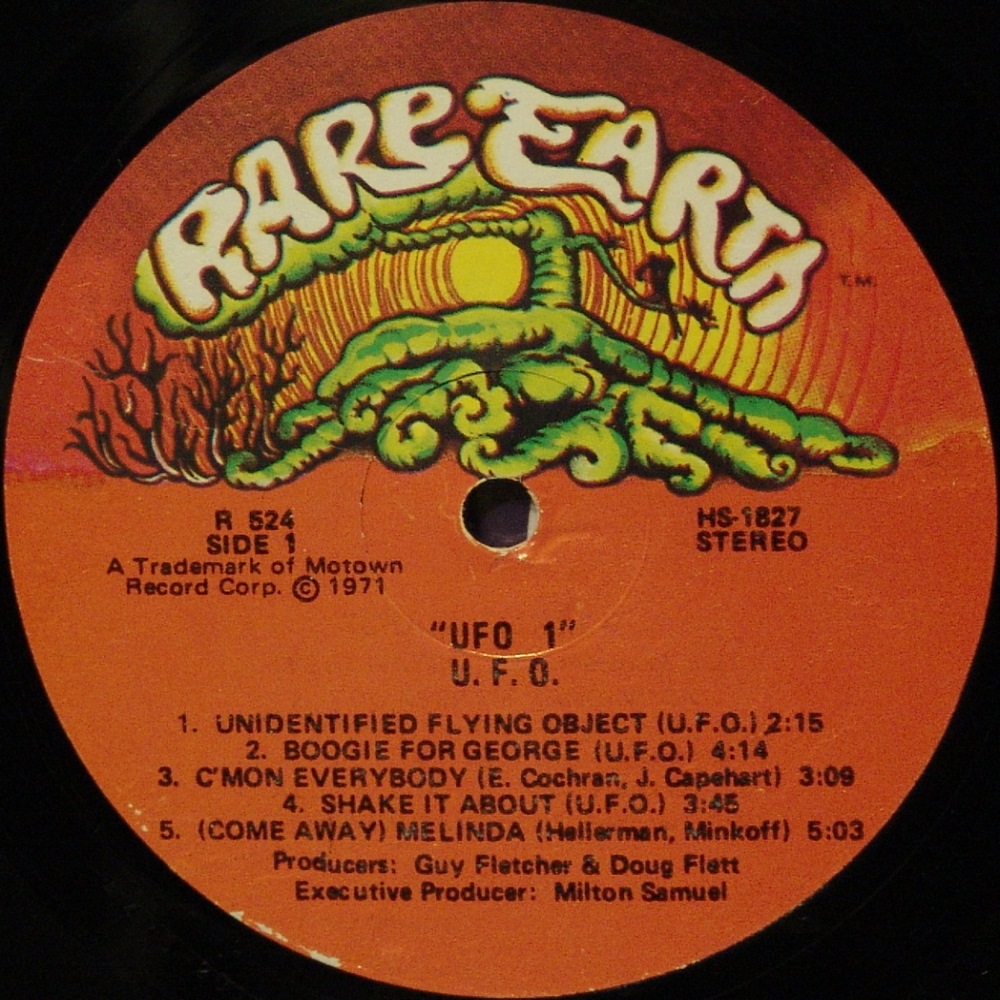 RARE EARTH
T.M.
R 524
SIDE 1
A Trademark of Motown
Record Corp. © 1971
HS-1827
STEREO
"UFO 1"
U. F. O.
1. UNIDENTIFIED FLYING OBJECT (U.F.O.) 2:15
2. BOOGIE FOR GEORGE (U.F.O.) 4:14
3. C'MON EVERYBODY (E. Cochran, J. Capehart) 3:09
4. SHAKE IT ABOUT (U.F.O.) 3:45
5. (COME AWAY) MELINDA (Hellerman, Minkoff) 5:03
Producers: Guy Fletcher & Doug Flett
Executive Producer: Milton Samuel